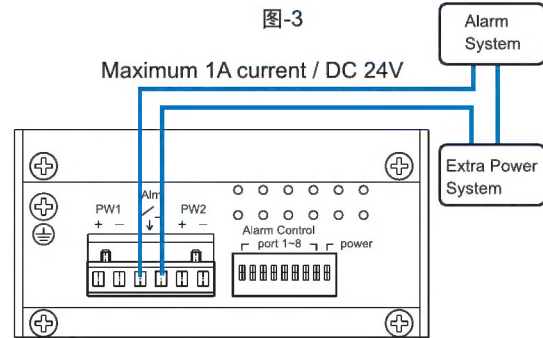 图-3
Alarm
System
Maximum 1A current / DC 24V
Extra Power
System
Alm
PW1
PW2
+ − + −
Alarm Control
port 1~8
power